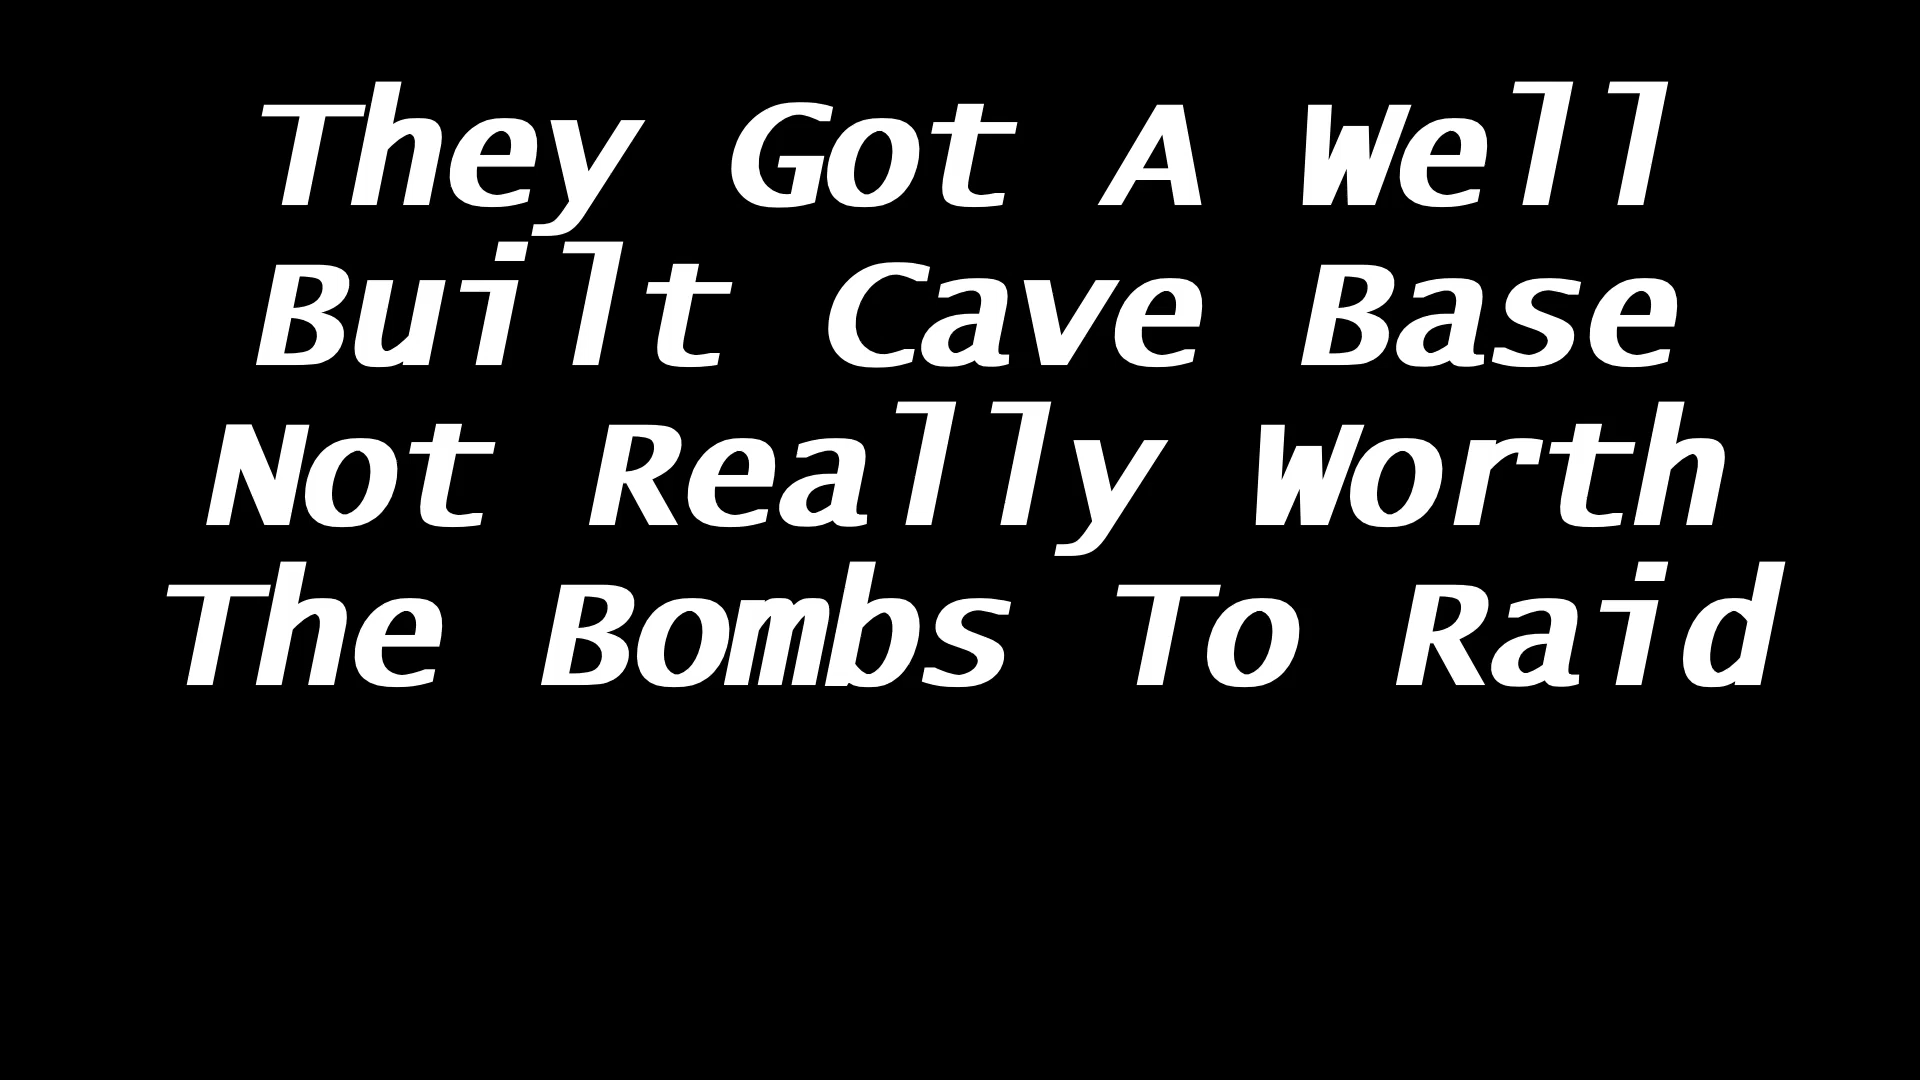 They Got A Well
Built Cave Base
Not Really Worth
The Bombs To Raid